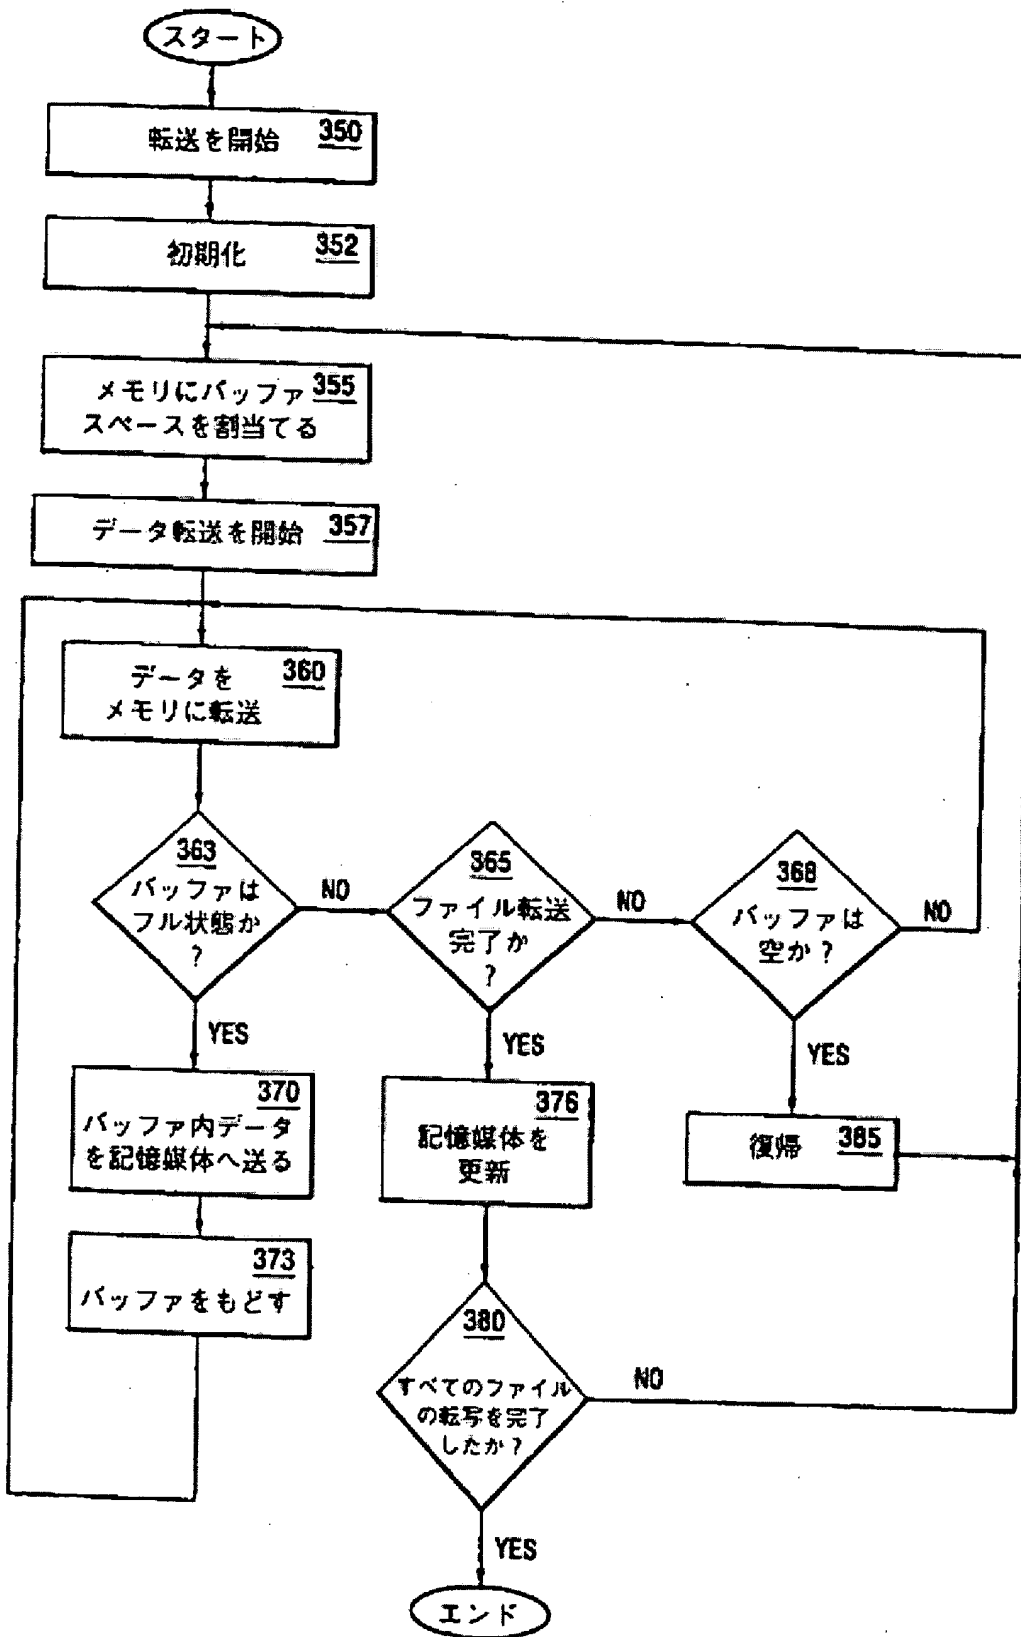 スタート
転送を開始 350
初期化 352
メモリにバッファ 355
スペースを割当てる
データ転送を開始 357
データを 360
メモリに転送
363
バッファは
フル状態か
?
NO
365
ファイル転送
完了か
?
NO
368
バッファは
空か?
NO
YES
YES
YES
370
バッファ内データ
を記憶媒体へ送る
376
記憶媒体を
更新
復帰 385
373
バッファをもどす
380
すべてのファイル
の転写を完了
したか?
NO
YES
エンド